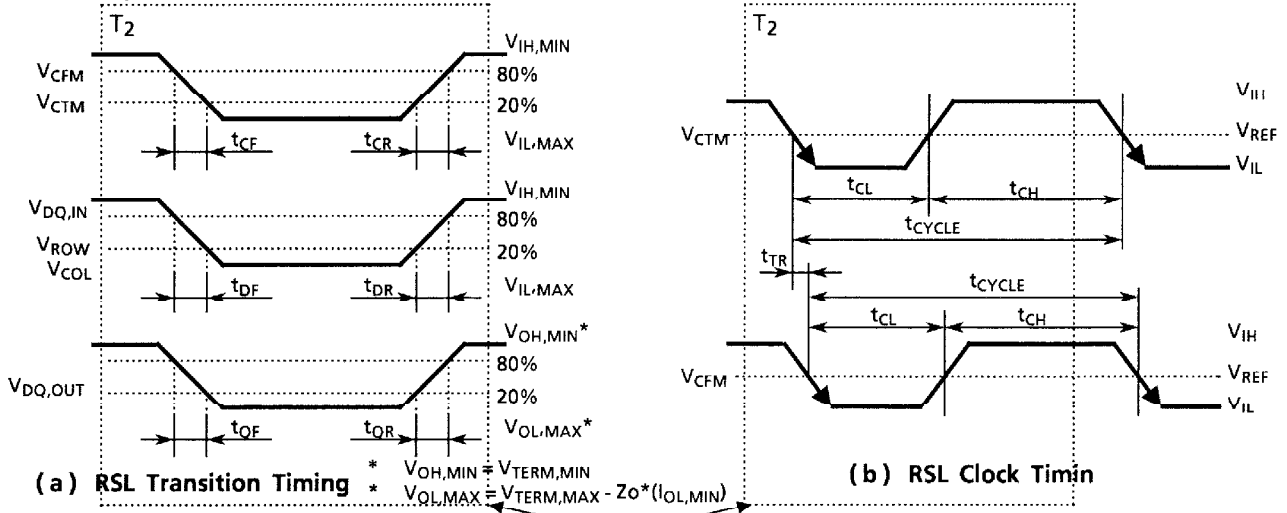 T2
VIH,MIN
VCFM
80%
VCTM
20%
tCF
tCR
VIL,MAX
VIH,MIN
VDQ,IN
80%
VROW
20%
VCOL
tDF
tDR
VIL,MAX
VOH,MIN*
80%
VDQ,OUT
20%
tQF
tQR
VOL,MAX*
(a) RSL Transition Timing
* VOH,MIN = VTERM,MIN
* VOL,MAX = VTERM,MAX - Zo*(IOL,MIN)
T2
VIH
VCTM
VREF
VIL
tCL
tCH
tCYCLE
tTR
tCYCLE
tCL
tCH
VIH
VCFM
VREF
VIL
(b) RSL Clock Timin